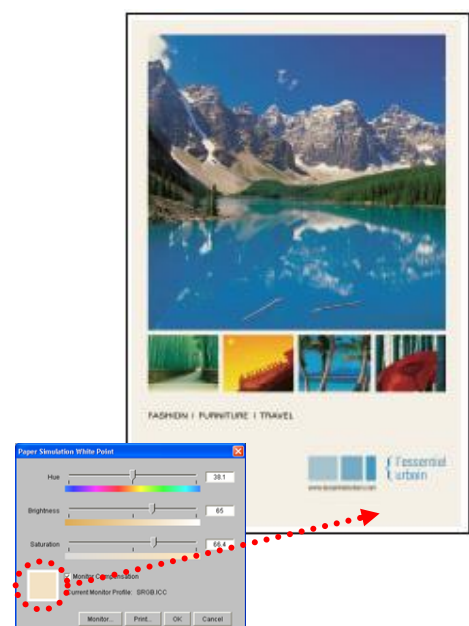 FASHION I FURNITURE I TRAVEL
l'essentiel
urbain
Paper Simulation White Point
Hue 38.1
Brightness 65
Saturation 66.4
Monitor Compensation
Current Monitor Profile: SRGB.ICC
Monitor... Print... OK Cancel